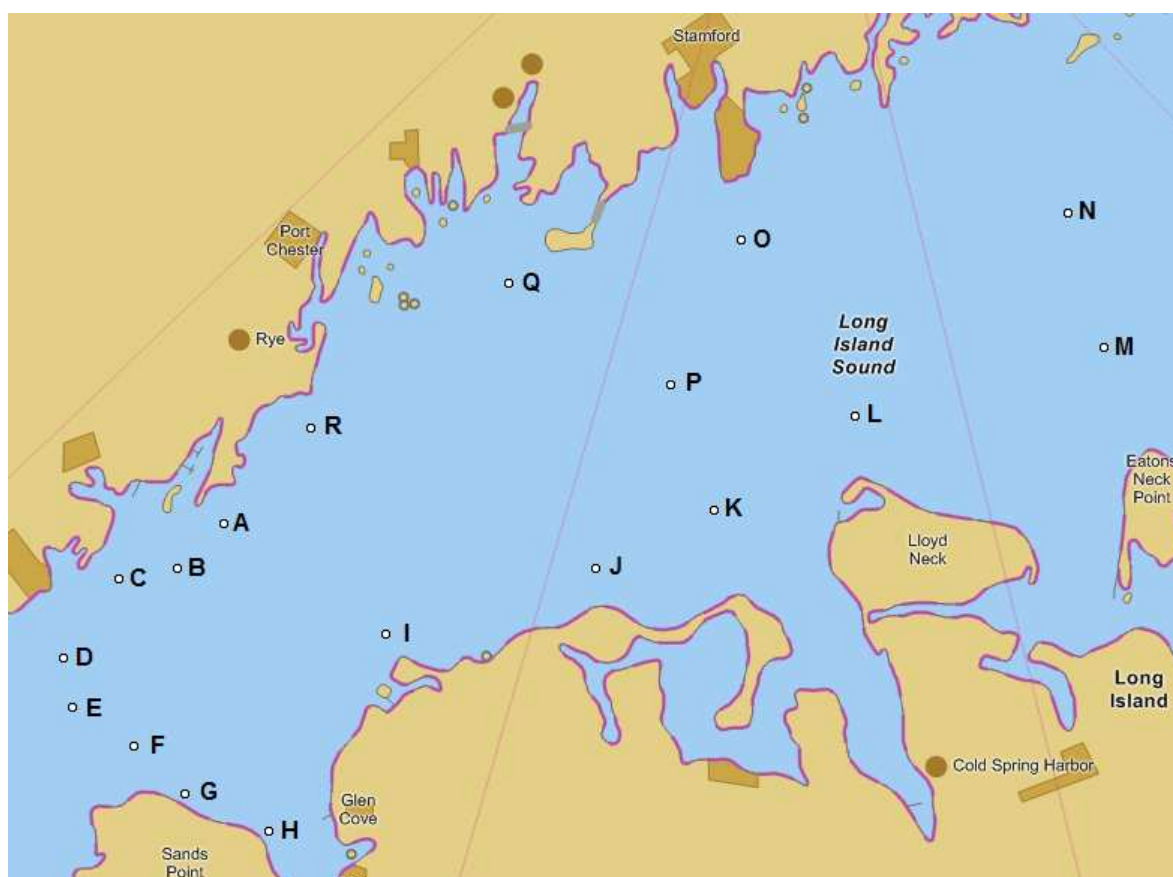 Stamford
Port
Chester
N
O
Q
Rye
Long
Island
Sound
M
P
L
R
Eatons
Neck
Point
K
A
Lloyd
Neck
B
C
J
I
D
Long
Island
E
F
Cold Spring Harbor
G
Glen
Cove
H
Sands
Point